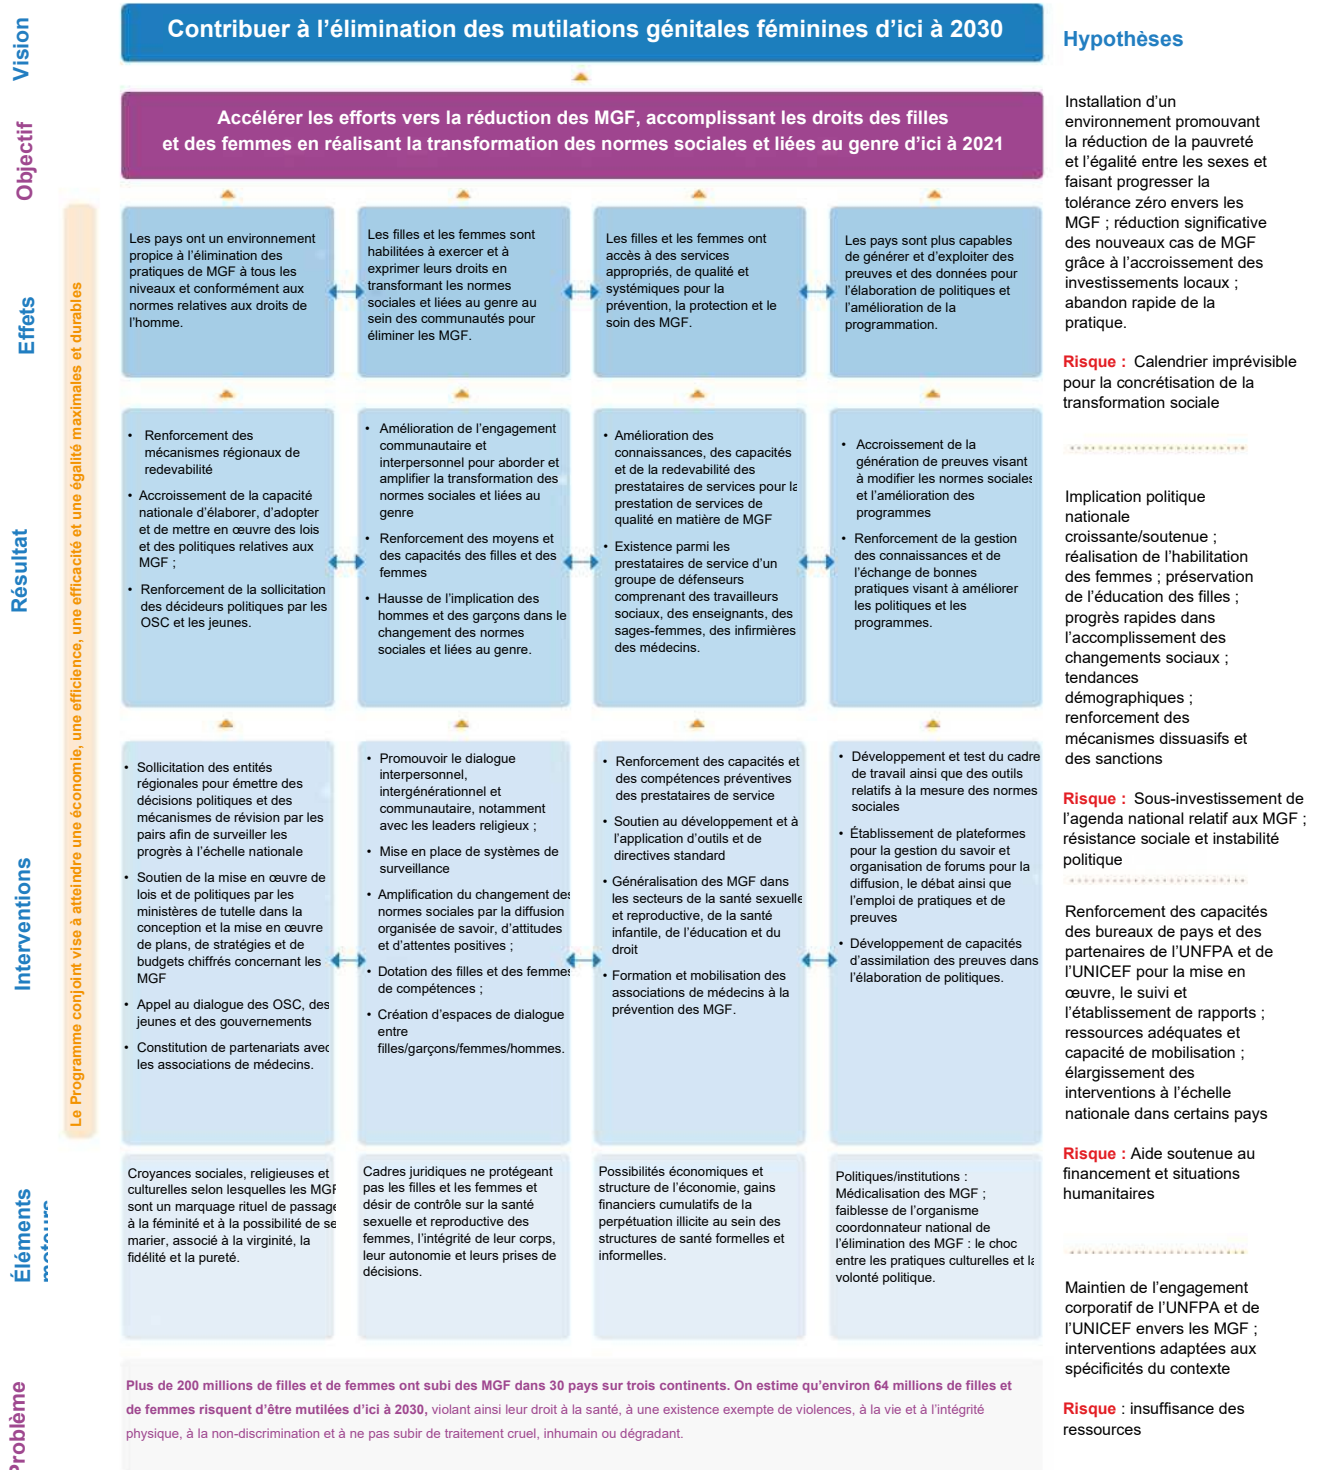 Vision
Contribuer à l’élimination des mutilations génitales féminines d’ici à 2030
Objectif
Accélérer les efforts vers la réduction des MGF, accomplissant les droits des filles
et des femmes en réalisant la transformation des normes sociales et liées au genre d’ici à 2021
Le Programme conjoint vise à atteindre une économie, une efficience, une efficacité et une égalité maximales et durables
Effets
Les pays ont un environnement
propice à l’élimination des
pratiques de MGF à tous les
niveaux et conformément aux
normes relatives aux droits de
l’homme.
Les filles et les femmes sont
habilitées à exercer et à
exprimer leurs droits en
transformant les normes
sociales et liées au genre au
sein des communautés pour
éliminer les MGF.
Les filles et les femmes ont
accès à des services
appropriés, de qualité et
systémiques pour la
prévention, la protection et le
soin des MGF.
Les pays sont plus capables
de générer et d’exploiter des
preuves et des données pour
l’élaboration de politiques et
l’amélioration de la
programmation.
Résultat
• Renforcement des
mécanismes régionaux de
redevabilité
• Accroissement de la capacité
nationale d’élaborer, d’adopter
et de mettre en œuvre des lois
et des politiques relatives aux
MGF ;
• Renforcement de la sollicitation
des décideurs politiques par les
OSC et les jeunes.
• Amélioration de l’engagement
communautaire et
interpersonnel pour aborder et
amplifier la transformation des
normes sociales et liées au
genre
• Renforcement des moyens et
des capacités des filles et des
femmes
• Hausse de l’implication des
hommes et des garçons dans le
changement des normes
sociales et liées au genre.
• Amélioration des
connaissances, des capacités
et de la redevabilité des
prestataires de services pour la
prestation de services de
qualité en matière de MGF
• Existence parmi les
prestataires de service d’un
groupe de défenseurs
comprenant des travailleurs
sociaux, des enseignants, des
sages-femmes, des infirmières
des médecins.
• Accroissement de la
génération de preuves visant
à modifier les normes sociales
et l’amélioration des
programmes
• Renforcement de la gestion
des connaissances et de
l’échange de bonnes
pratiques visant à améliorer
les politiques et les
programmes.
Interventions
• Sollicitation des entités
régionales pour émettre des
décisions politiques et des
mécanismes de révision par les
pairs afin de surveiller les
progrès à l’échelle nationale
• Soutien de la mise en œuvre de
lois et de politiques par les
ministères de tutelle dans la
conception et la mise en œuvre
de plans, de stratégies et de
budgets chiffrés concernant les
MGF
• Appel au dialogue des OSC, des
jeunes et des gouvernements
• Constitution de partenariats avec
les associations de médecins.
• Promouvoir le dialogue
interpersonnel,
intergénérationnel et
communautaire, notamment
avec les leaders religieux ;
• Mise en place de systèmes de
surveillance
• Amplification du changement des
normes sociales par la diffusion
organisée de savoir, d’attitudes
et d’attentes positives ;
• Dotation des filles et des femmes
de compétences ;
• Création d’espaces de dialogue
entre
filles/garçons/femmes/hommes.
• Renforcement des capacités et
des compétences préventives
des prestataires de service
• Soutien au développement et à
l’application d’outils et de
directives standard
• Généralisation des MGF dans
les secteurs de la santé sexuelle
et reproductive, de la santé
infantile, de l’éducation et du
droit
• Formation et mobilisation des
associations de médecins à la
prévention des MGF.
• Développement et test du cadre
de travail ainsi que des outils
relatifs à la mesure des normes
sociales
• Établissement de plateformes
pour la gestion du savoir et
organisation de forums pour la
diffusion, le débat ainsi que
l’emploi de pratiques et de
preuves
• Développement de capacités
d’assimilation des preuves dans
l’élaboration de politiques.
Éléments
moteurs
Croyances sociales, religieuses et
culturelles selon lesquelles les MGF
sont un marquage rituel de passage
à la féminité et à la possibilité de se
marier, associé à la virginité, la
fidélité et la pureté.
Cadres juridiques ne protégeant
pas les filles et les femmes et
désir de contrôle sur la santé
sexuelle et reproductive des
femmes, l’intégrité de leur corps,
leur autonomie et leurs prises de
décisions.
Possibilités économiques et
structure de l’économie, gains
financiers cumulatifs de la
perpétuation illicite au sein des
structures de santé formelles et
informelles.
Politiques/institutions :
Médicalisation des MGF ;
faiblesse de l’organisme
coordonnateur national de
l’élimination des MGF : le choc
entre les pratiques culturelles et la
volonté politique.
Problème
Plus de 200 millions de filles et de femmes ont subi des MGF dans 30 pays sur trois continents. On estime qu’environ 64 millions de filles et
de femmes risquent d’être mutilées d’ici à 2030, violant ainsi leur droit à la santé, à une existence exempte de violences, à la vie et à l’intégrité
physique, à la non-discrimination et à ne pas subir de traitement cruel, inhumain ou dégradant.
Hypothèses
Installation d’un
environnement promouvant
la réduction de la pauvreté
et l’égalité entre les sexes et
faisant progresser la
tolérance zéro envers les
MGF ; réduction significative
des nouveaux cas de MGF
grâce à l’accroissement des
investissements locaux ;
abandon rapide de la
pratique.
Risque : Calendrier imprévisible
pour la concrétisation de la
transformation sociale
Implication politique
nationale
croissante/soutenue ;
réalisation de l’habilitation
des femmes ; préservation
de l’éducation des filles ;
progrès rapides dans
l’accomplissement des
changements sociaux ;
tendances
démographiques ;
renforcement des
mécanismes dissuasifs et
des sanctions
Risque : Sous-investissement de
l’agenda national relatif aux MGF ;
résistance sociale et instabilité
politique
Renforcement des capacités
des bureaux de pays et des
partenaires de l’UNFPA et de
l’UNICEF pour la mise en
œuvre, le suivi et
l’établissement de rapports ;
ressources adéquates et
capacité de mobilisation ;
élargissement des
interventions à l’échelle
nationale dans certains pays
Risque : Aide soutenue au
financement et situations
humanitaires
Maintien de l’engagement
corporatif de l’UNFPA et de
l’UNICEF envers les MGF ;
interventions adaptées aux
spécificités du contexte
Risque : insuffisance des
ressources